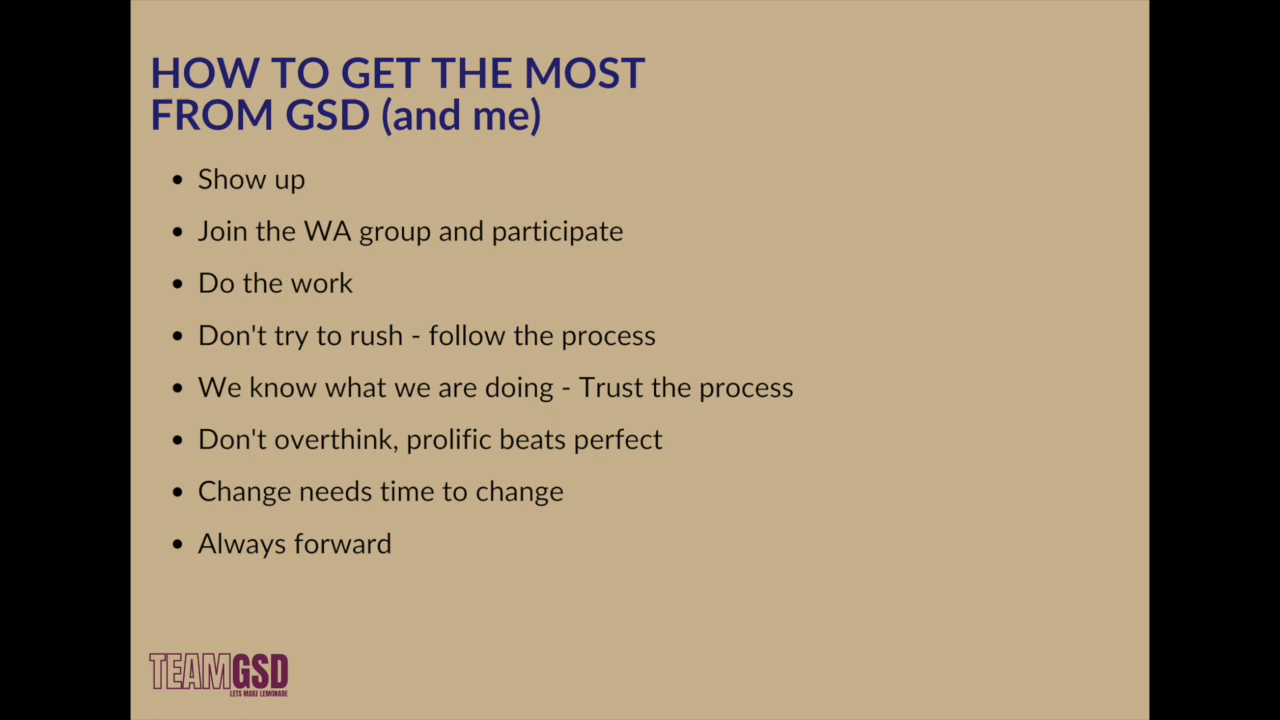 HOW TO GET THE MOST
FROM GSD (and me)
• Show up
• Join the WA group and participate
• Do the work
• Don't try to rush - follow the process
• We know what we are doing - Trust the process
• Don't overthink, prolific beats perfect
• Change needs time to change
• Always forward
TEAMGSD
LETS MAKE LEMONADE